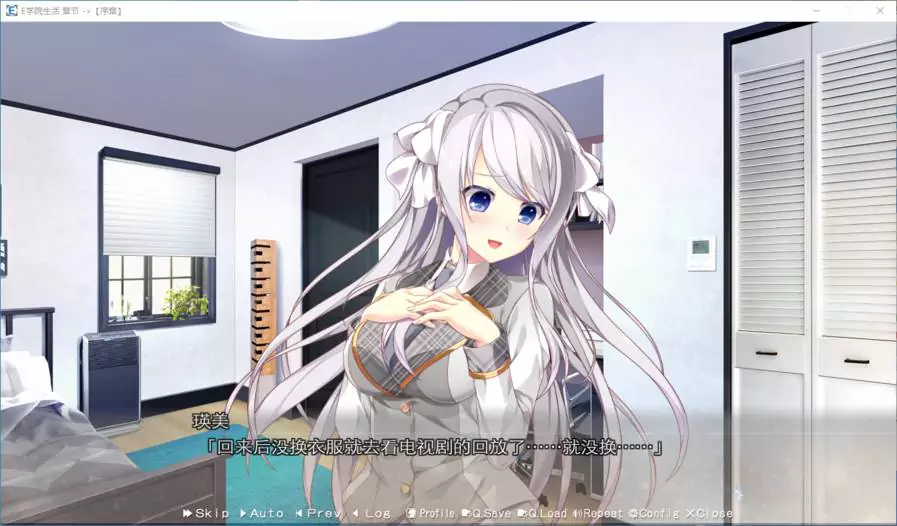 E学院生活 章节 -> 【序章】
瑛美
「回来后没换衣服就去看电视剧的回放了……就没换……」
Skip Auto Prev Log Profile Q.Save Q.Load Repeat Config Close